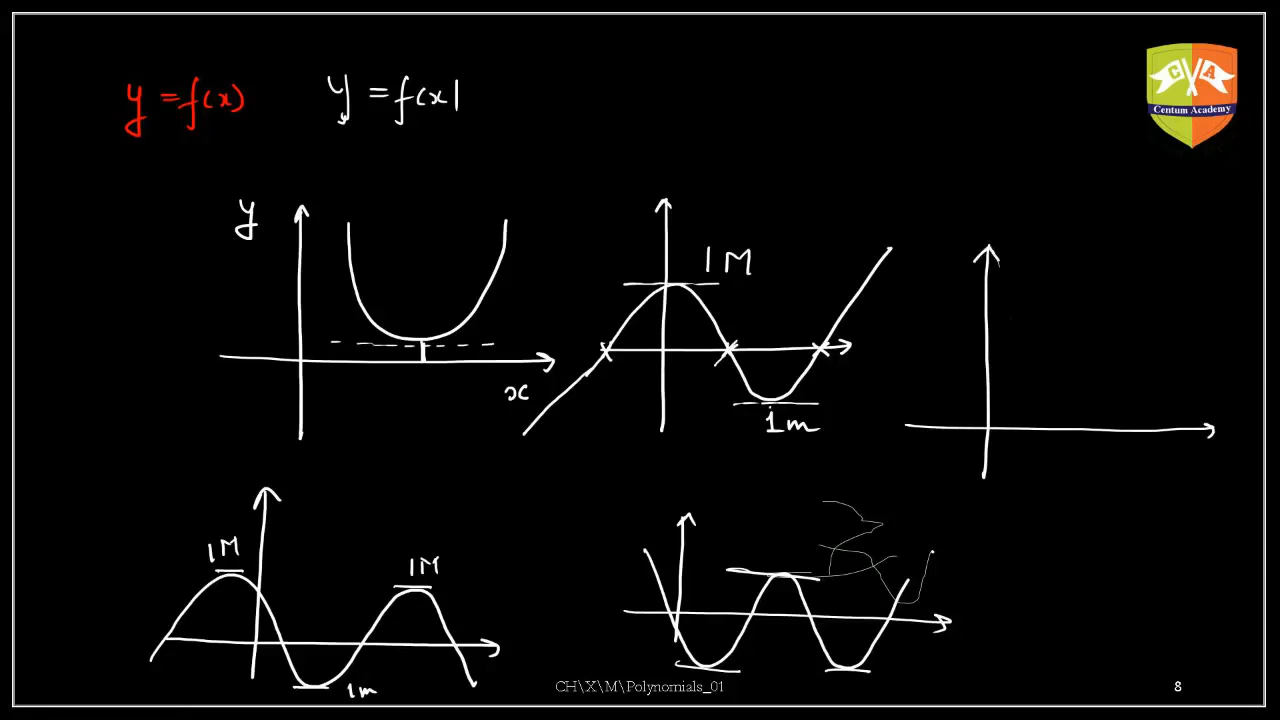 y = f(x) y = f(x)
C A
Centum Academy
y
1M
x
1m
1M
1M
1m
CH\X\M\Polynomials_01
8